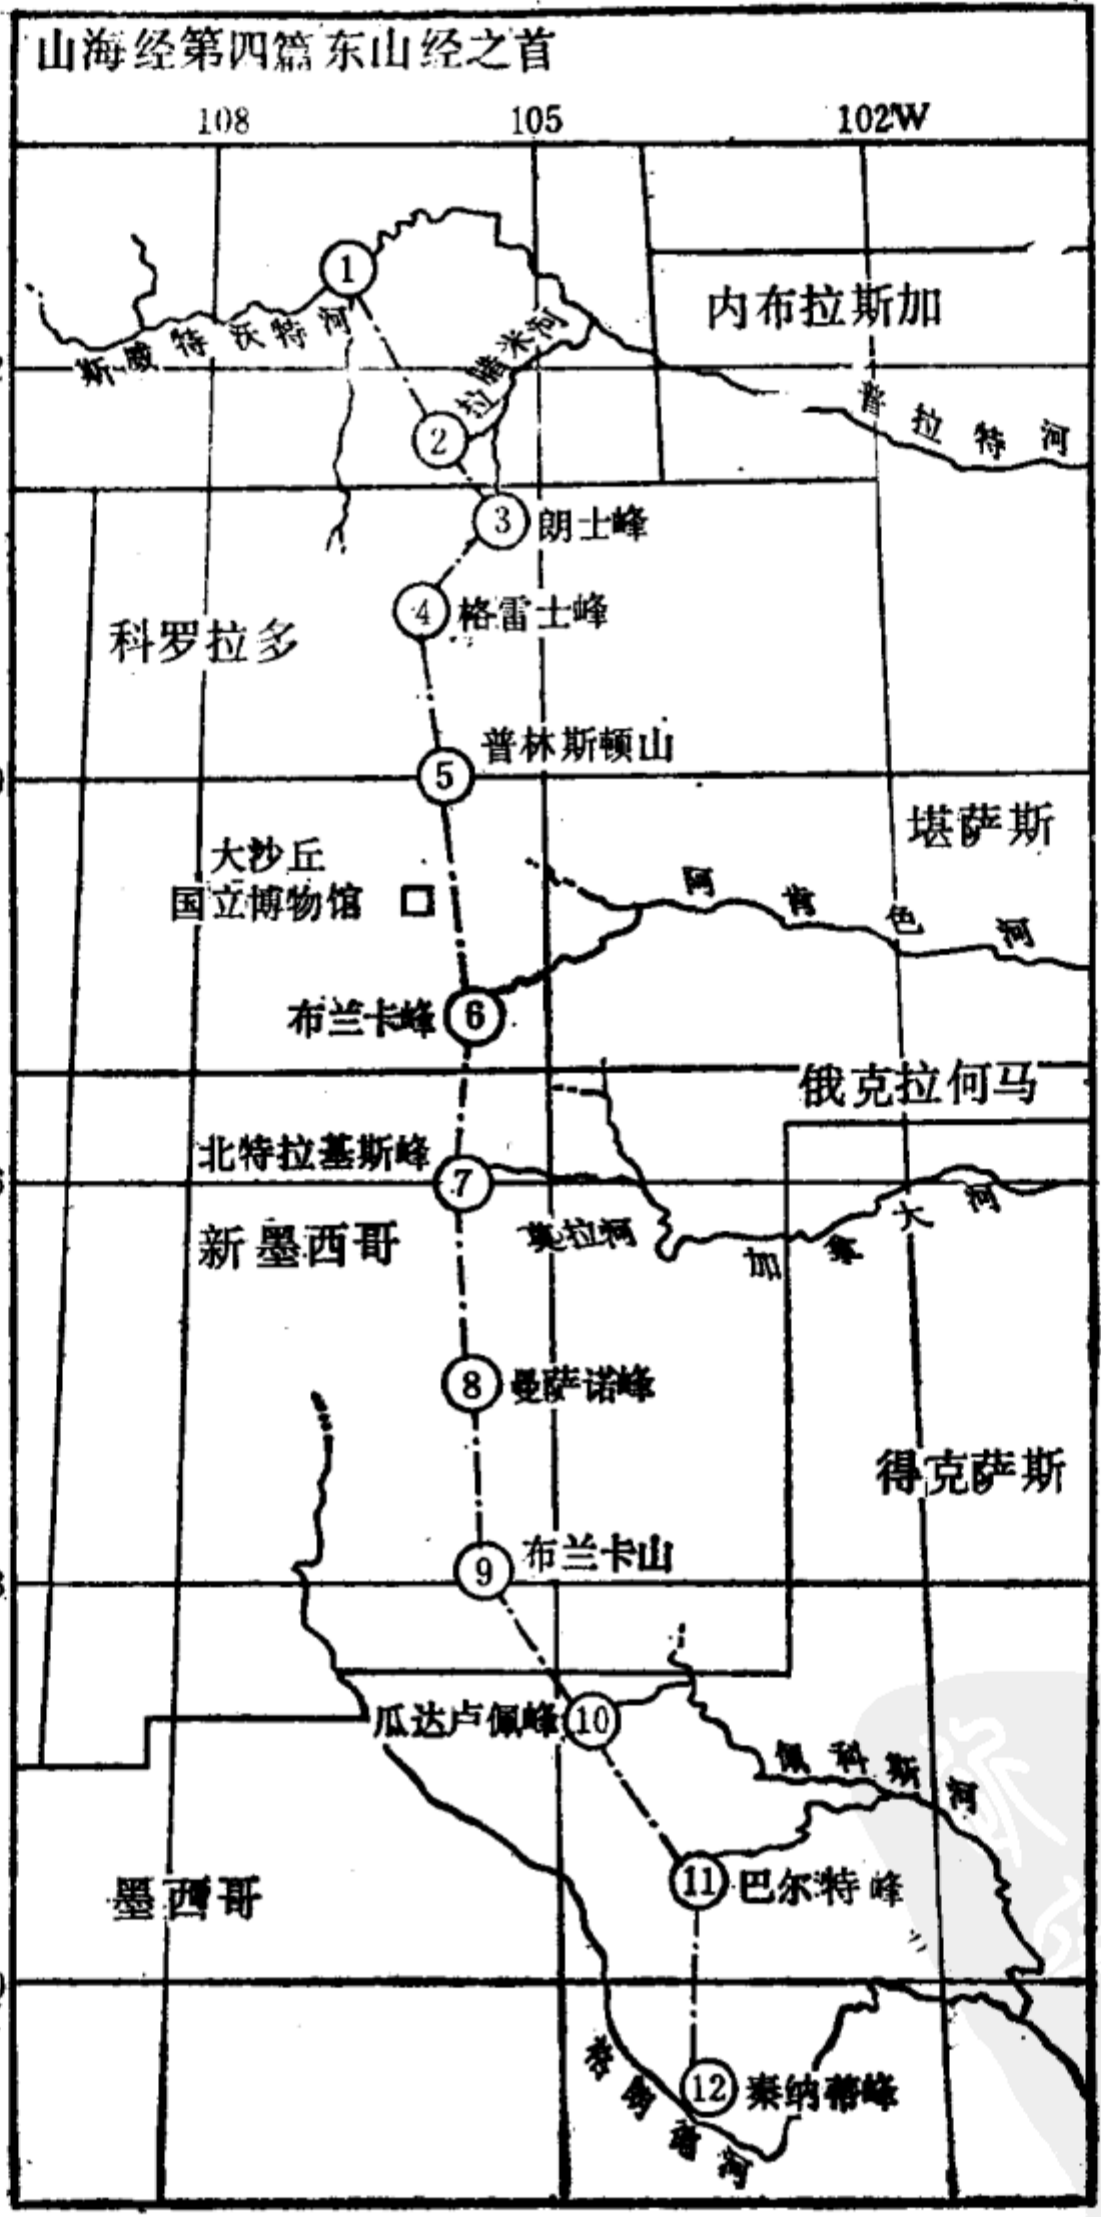 山海经第四篇东山经之首
108 105 102W
①
内布拉斯加
斯威特沃特河
拉腊米河
普拉特河
②
③ 朗士峰
④ 格雷士峰
科罗拉多
普林斯顿山
⑤
堪萨斯
大沙丘
国立博物馆
阿肯色河
布兰卡峰 ⑥
俄克拉何马
北特拉基斯峰
⑦
新墨西哥
莫拉河
加拿大河
⑧ 曼萨诺峰
得克萨斯
布兰卡山
⑨
瓜达卢佩峰 ⑩
佩科斯河
⑪ 巴尔特峰
墨西哥
⑫ 秦纳蒂峰